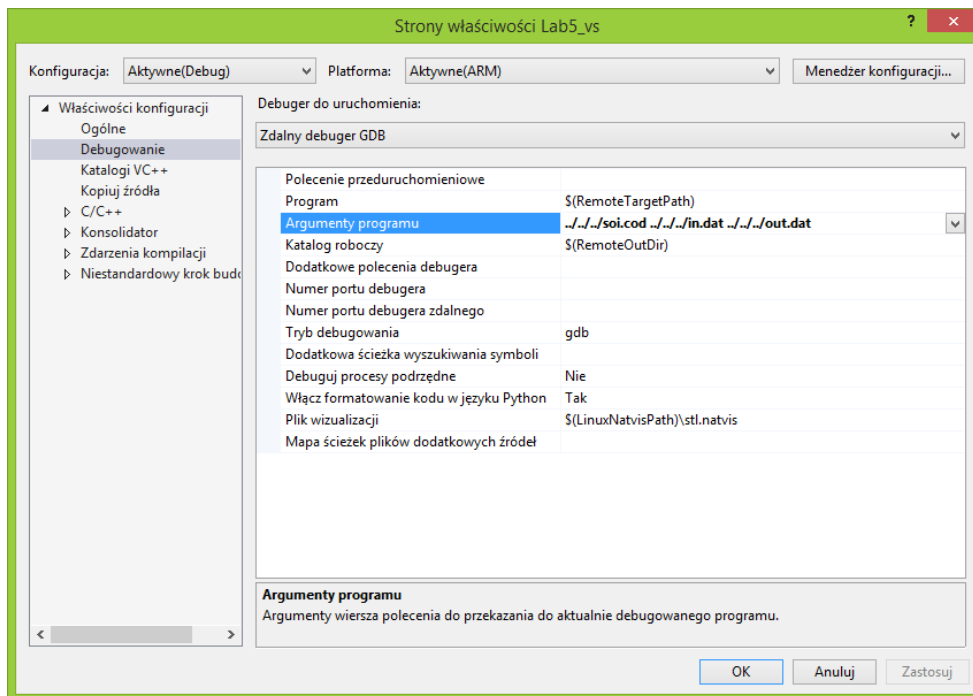 Strony właściwości Lab5_vs
?
Konfiguracja: Aktywne(Debug) Platforma: Aktywne(ARM) Menedżer konfiguracji...
Właściwości konfiguracji
Ogólne
Debugowanie
Katalogi VC++
Kopiuj źródła
C/C++
Konsolidator
Zdarzenia kompilacji
Niestandardowy krok budo
Debuger do uruchomienia:
Zdalny debuger GDB
Polecenie przeduruchomieniowe
Program $(RemoteTargetPath)
Argumenty programu ../../../soi.cod ../../../in.dat ../../../out.dat
Katalog roboczy $(RemoteOutDir)
Dodatkowe polecenia debugera
Numer portu debugera
Numer portu debugera zdalnego
Tryb debugowania gdb
Dodatkowa ścieżka wyszukiwania symboli
Debuguj procesy podrzędne Nie
Włącz formatowanie kodu w języku Python Tak
Plik wizualizacji $(LinuxNatvisPath)\stl.natvis
Mapa ścieżek plików dodatkowych źródeł
Argumenty programu
Argumenty wiersza polecenia do przekazania do aktualnie debugowanego programu.
OK Anuluj Zastosuj